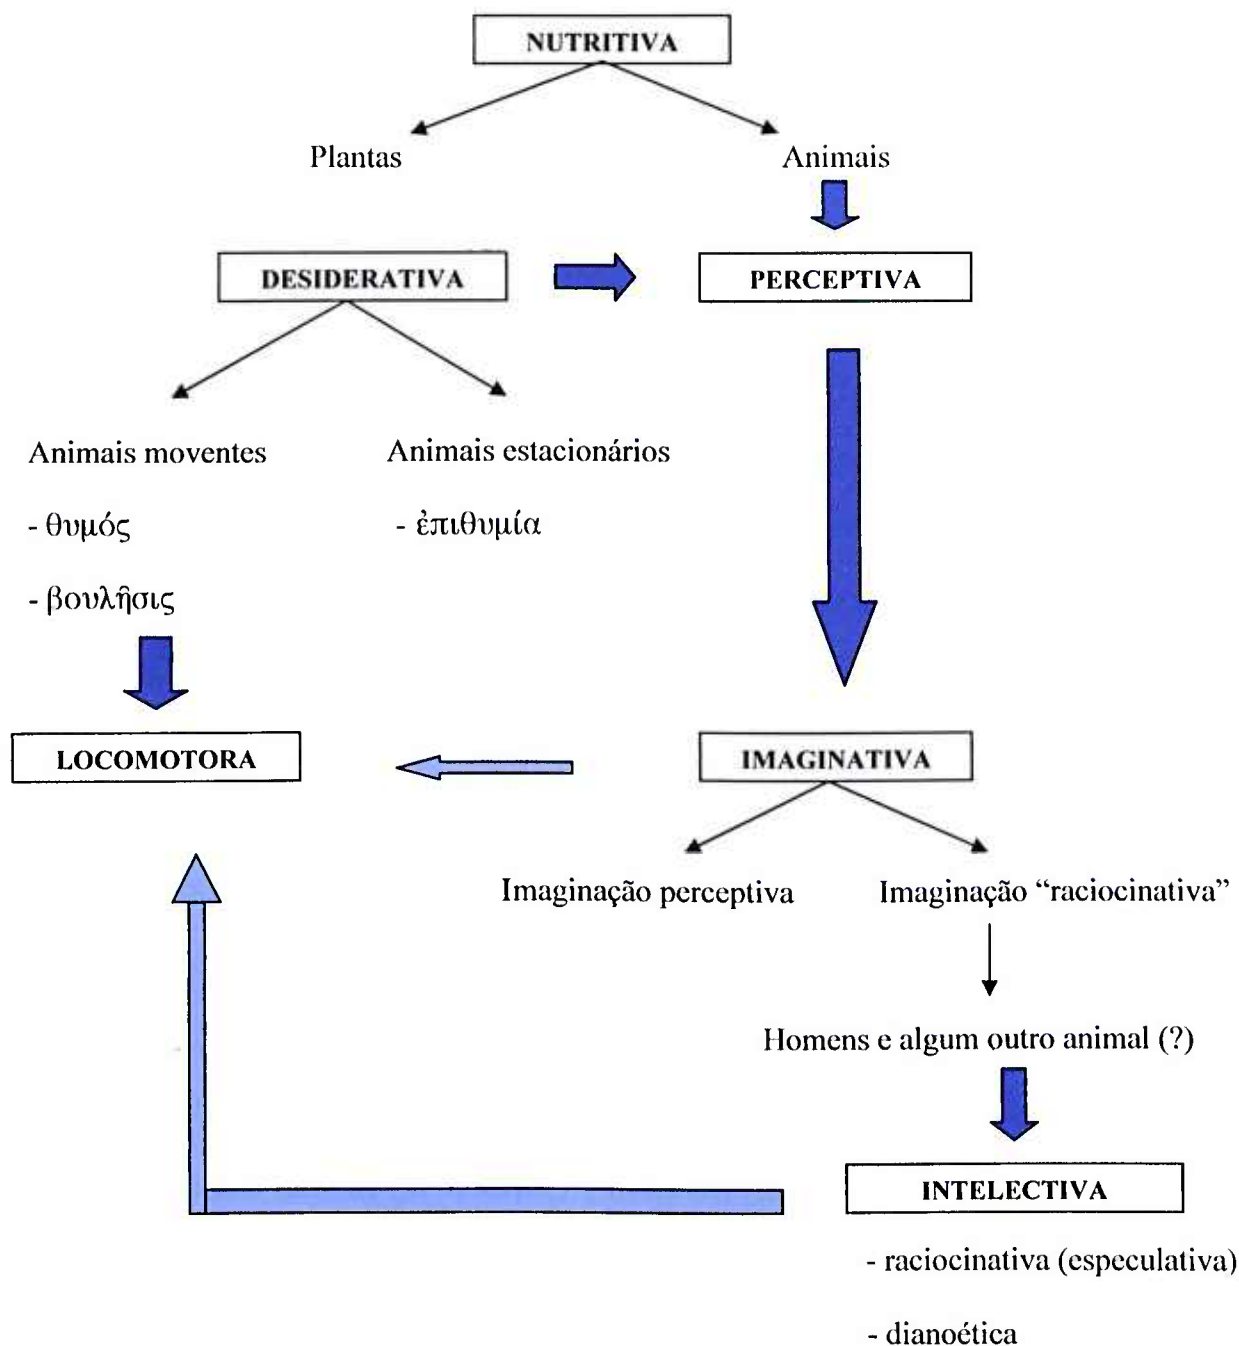 NUTRITIVA
Plantas
Animais
DESIDERATIVA
PERCEPTIVA
Animais moventes
Animais estacionários
- θυμός
- ἐπιθυμία
- βουλῆσις
LOCOMOTORA
IMAGINATIVA
Imaginação perceptiva
Imaginação “raciocinativa”
Homens e algum outro animal (?)
INTELECTIVA
- raciocinativa (especulativa)
- dianoética